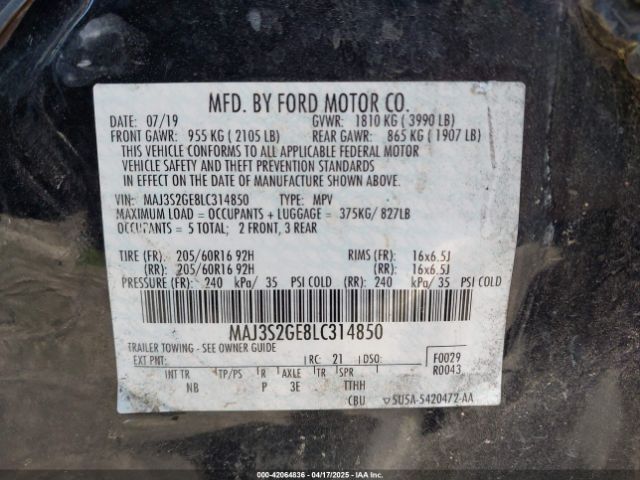 MFD. BY FORD MOTOR CO.
DATE: 07/19 GVWR: 1810 KG ( 3990 LB)
FRONT GAWR: 955 KG ( 2105 LB) REAR GAWR: 865 KG ( 1907 LB)
THIS VEHICLE CONFORMS TO ALL APPLICABLE FEDERAL MOTOR
VEHICLE SAFETY AND THEFT PREVENTION STANDARDS
IN EFFECT ON THE DATE OF MANUFACTURE SHOWN ABOVE.
VIN: MAJ3S2GE8LC314850 TYPE: MPV
MAXIMUM LOAD = OCCUPANTS + LUGGAGE = 375KG/ 827LB
OCCUPANTS = 5 TOTAL; 2 FRONT, 3 REAR
TIRE (FR): 205/60R16 92H RIMS (FR): 16x6.5J
(RR): 205/60R16 92H (RR): 16x6.5J
PRESSURE (FR): 240 kPa/ 35 PSI COLD (RR): 240 kPa/ 35 PSI COLD
MAJ3S2GE8LC314850
TRAILER TOWING - SEE OWNER GUIDE
EXT PNT: RC: 21 DSO: F0029
INT TR TP/PS R AXLE TR SPR R0043
NB P 3E TTHH
CBU SU5A-5420472-AA
000-42064836 04/17/2025 IAAI.COM